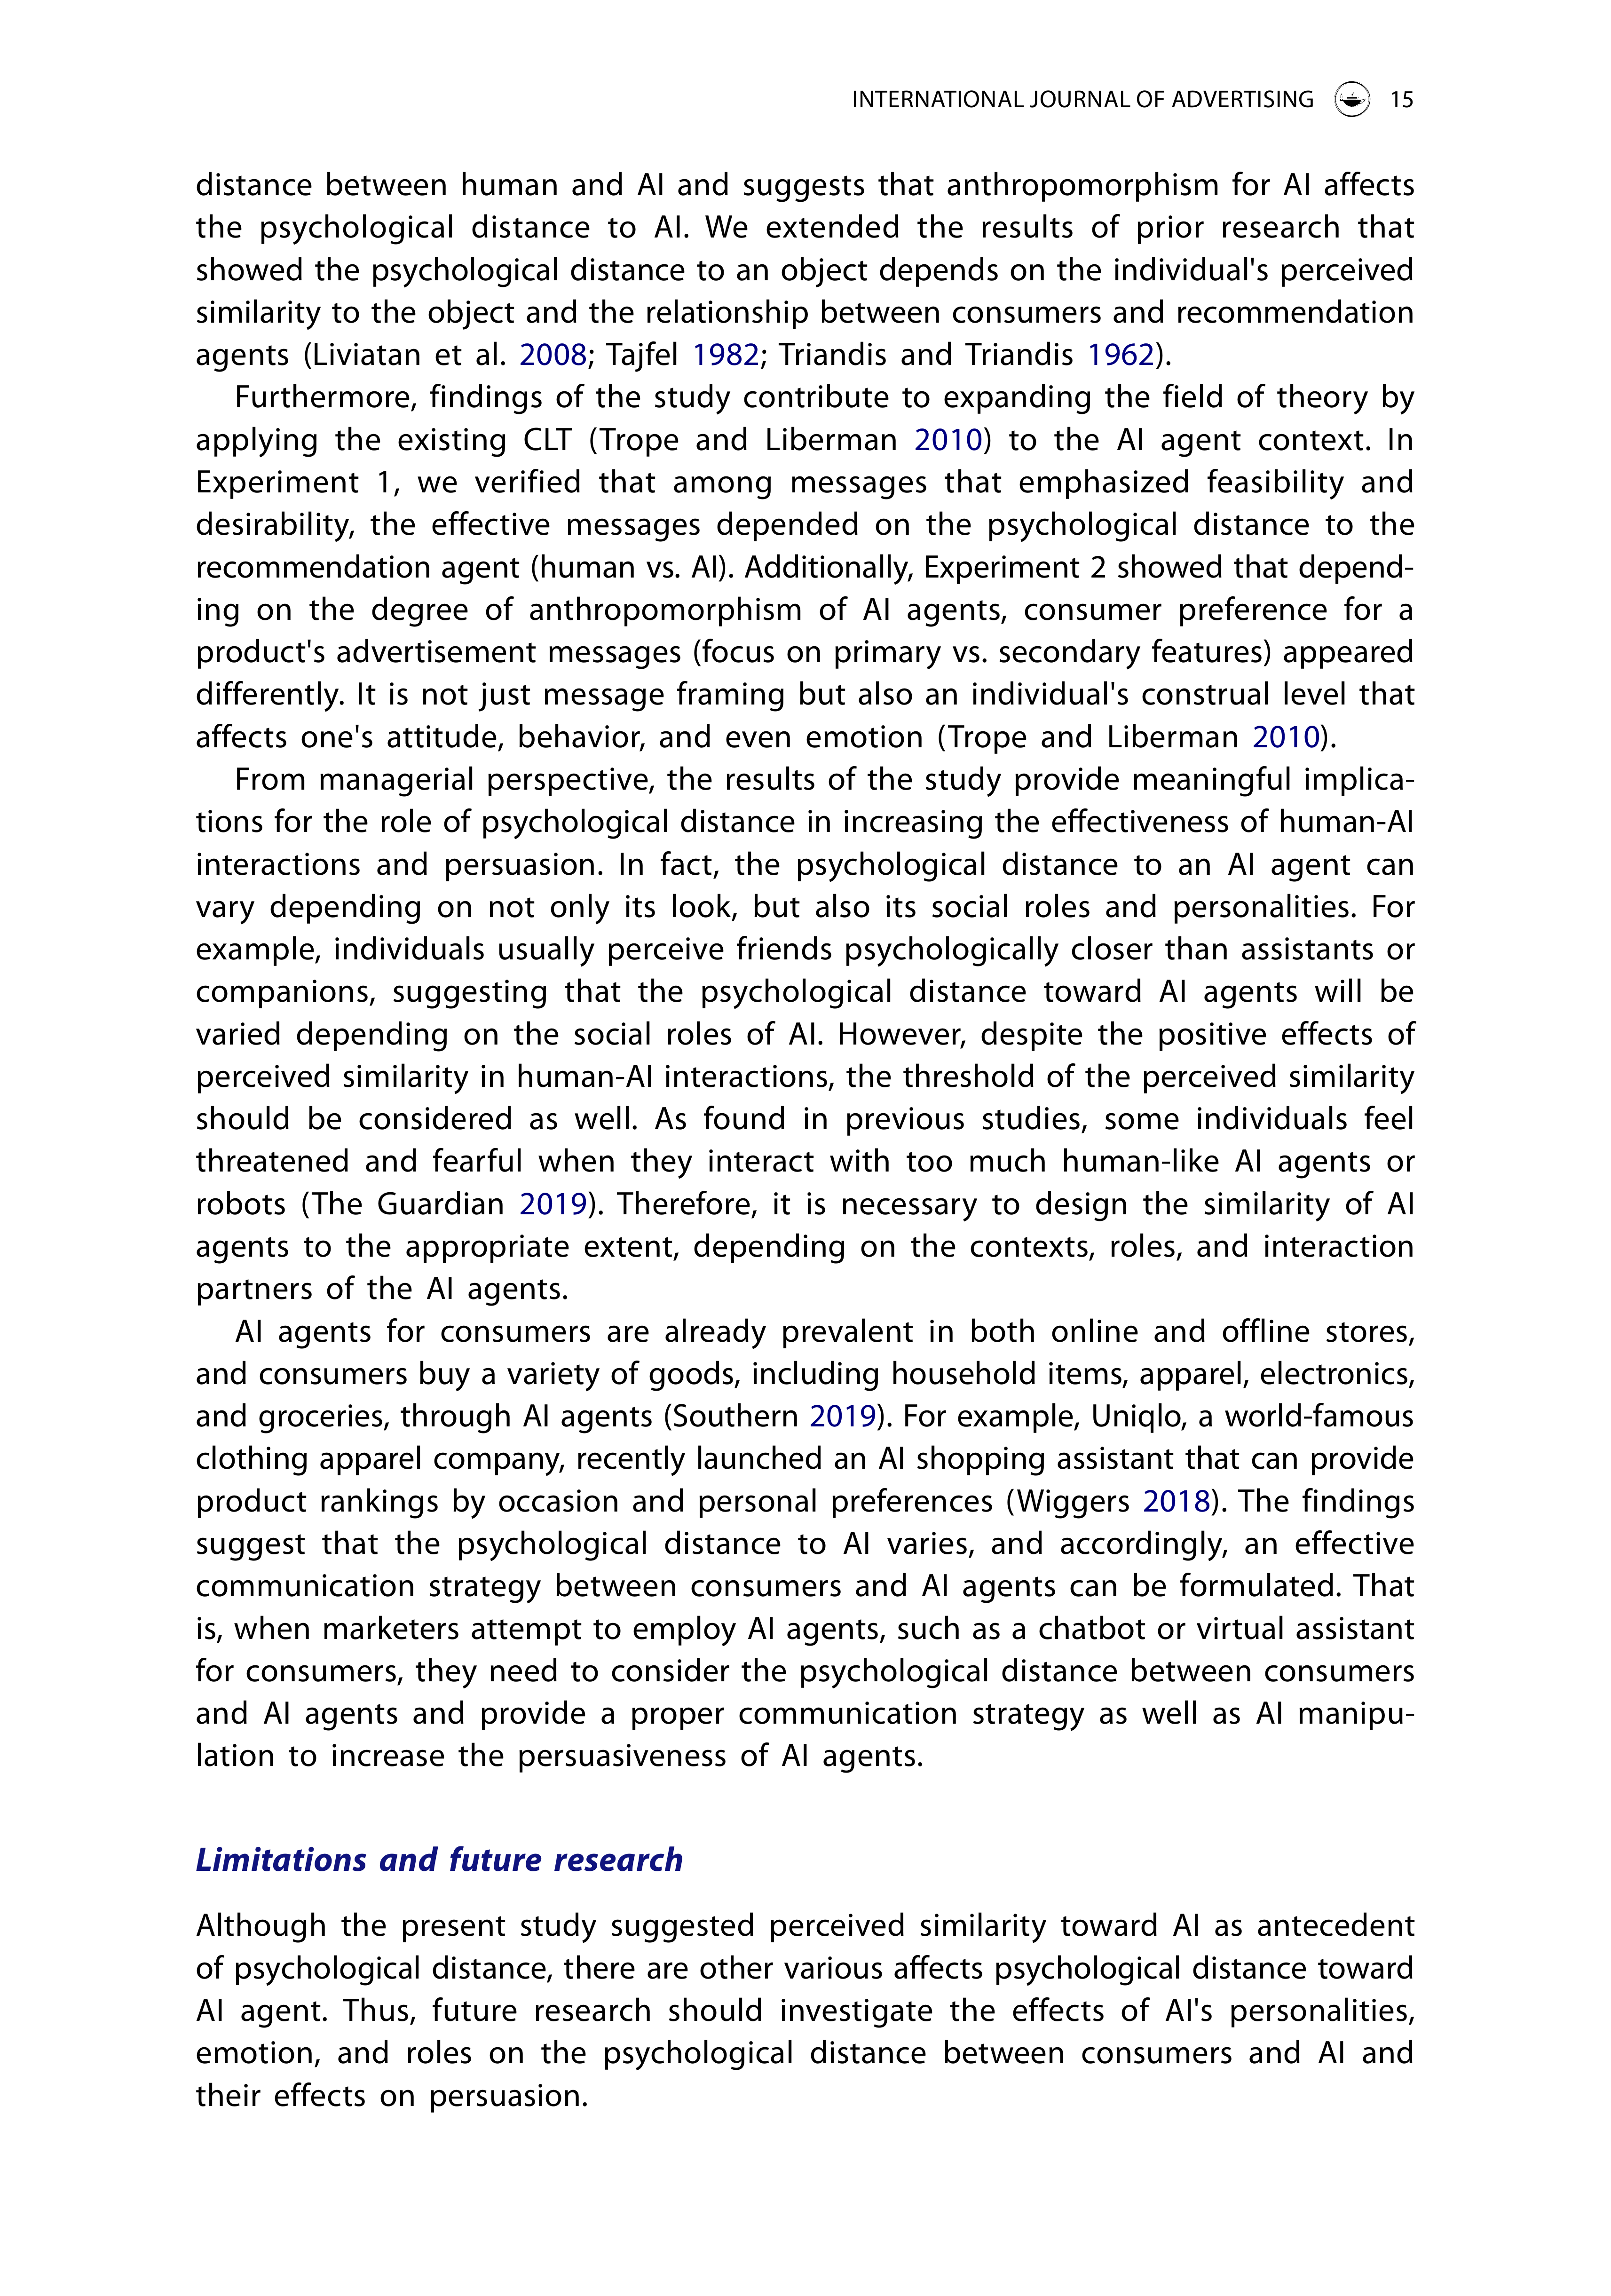 INTERNATIONAL JOURNAL OF ADVERTISING 15
distance between human and AI and suggests that anthropomorphism for AI affects
the psychological distance to AI. We extended the results of prior research that
showed the psychological distance to an object depends on the individual's perceived
similarity to the object and the relationship between consumers and recommendation
agents (Liviatan et al. 2008; Tajfel 1982; Triandis and Triandis 1962).
Furthermore, findings of the study contribute to expanding the field of theory by
applying the existing CLT (Trope and Liberman 2010) to the AI agent context. In
Experiment 1, we verified that among messages that emphasized feasibility and
desirability, the effective messages depended on the psychological distance to the
recommendation agent (human vs. AI). Additionally, Experiment 2 showed that depend-
ing on the degree of anthropomorphism of AI agents, consumer preference for a
product's advertisement messages (focus on primary vs. secondary features) appeared
differently. It is not just message framing but also an individual's construal level that
affects one's attitude, behavior, and even emotion (Trope and Liberman 2010).
From managerial perspective, the results of the study provide meaningful implica-
tions for the role of psychological distance in increasing the effectiveness of human-AI
interactions and persuasion. In fact, the psychological distance to an AI agent can
vary depending on not only its look, but also its social roles and personalities. For
example, individuals usually perceive friends psychologically closer than assistants or
companions, suggesting that the psychological distance toward AI agents will be
varied depending on the social roles of AI. However, despite the positive effects of
perceived similarity in human-AI interactions, the threshold of the perceived similarity
should be considered as well. As found in previous studies, some individuals feel
threatened and fearful when they interact with too much human-like AI agents or
robots (The Guardian 2019). Therefore, it is necessary to design the similarity of AI
agents to the appropriate extent, depending on the contexts, roles, and interaction
partners of the AI agents.
AI agents for consumers are already prevalent in both online and offline stores,
and consumers buy a variety of goods, including household items, apparel, electronics,
and groceries, through AI agents (Southern 2019). For example, Uniqlo, a world-famous
clothing apparel company, recently launched an AI shopping assistant that can provide
product rankings by occasion and personal preferences (Wiggers 2018). The findings
suggest that the psychological distance to AI varies, and accordingly, an effective
communication strategy between consumers and AI agents can be formulated. That
is, when marketers attempt to employ AI agents, such as a chatbot or virtual assistant
for consumers, they need to consider the psychological distance between consumers
and AI agents and provide a proper communication strategy as well as AI manipu-
lation to increase the persuasiveness of AI agents.
Limitations and future research
Although the present study suggested perceived similarity toward AI as antecedent
of psychological distance, there are other various affects psychological distance toward
AI agent. Thus, future research should investigate the effects of AI's personalities,
emotion, and roles on the psychological distance between consumers and AI and
their effects on persuasion.